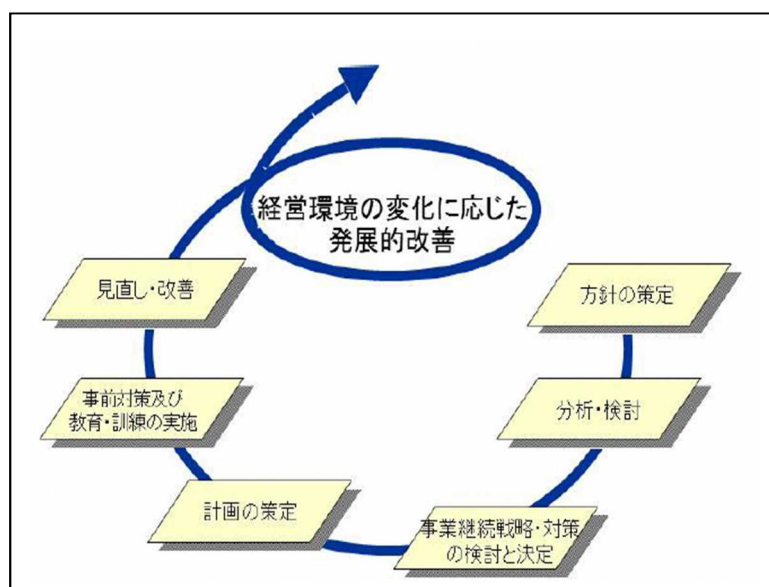 経営環境の変化に応じた
発展的改善
方針の策定
分析・検討
事業継続戦略・対策
の検討と決定
計画の策定
事前対策及び
教育・訓練の実施
見直し・改善